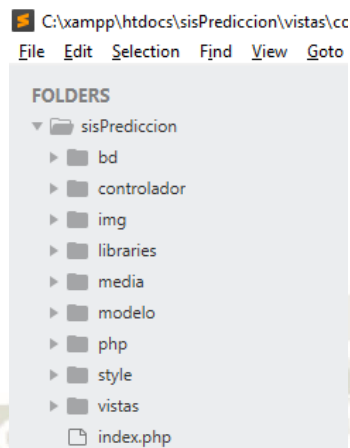 C:\xampp\htdocs\sisPrediccion\vistas\co
File Edit Selection Find View Goto
FOLDERS
sisPrediccion
bd
controlador
img
libraries
media
modelo
php
style
vistas
index.php